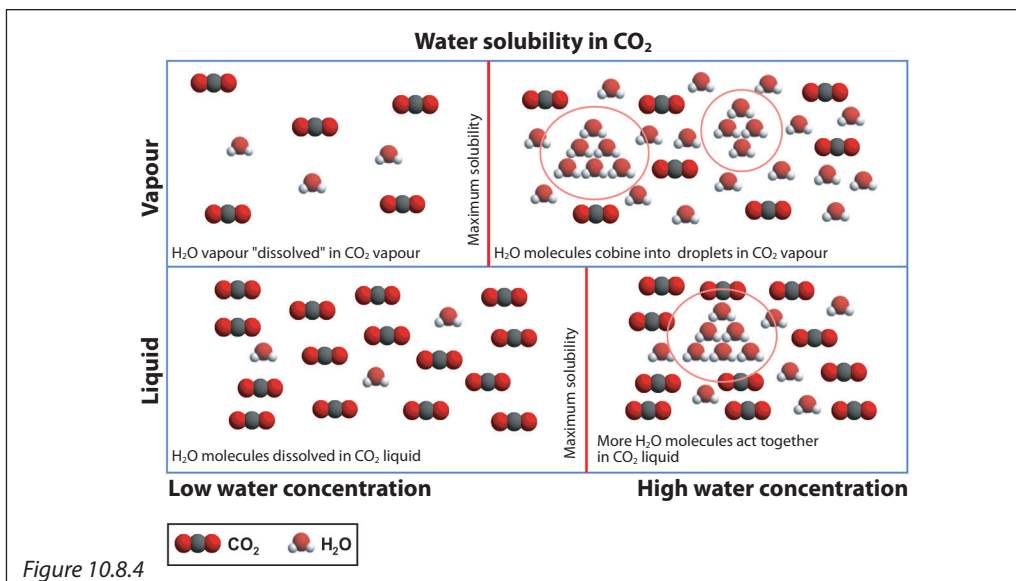 Water solubility in CO₂
Vapour
Maximum solubility
H₂O vapour "dissolved" in CO₂ vapour
H₂O molecules cobine into droplets in CO₂ vapour
Liquid
Maximum solubility
H₂O molecules dissolved in CO₂ liquid
More H₂O molecules act together
in CO₂ liquid
Low water concentration
High water concentration
CO₂
H₂O
Figure 10.8.4